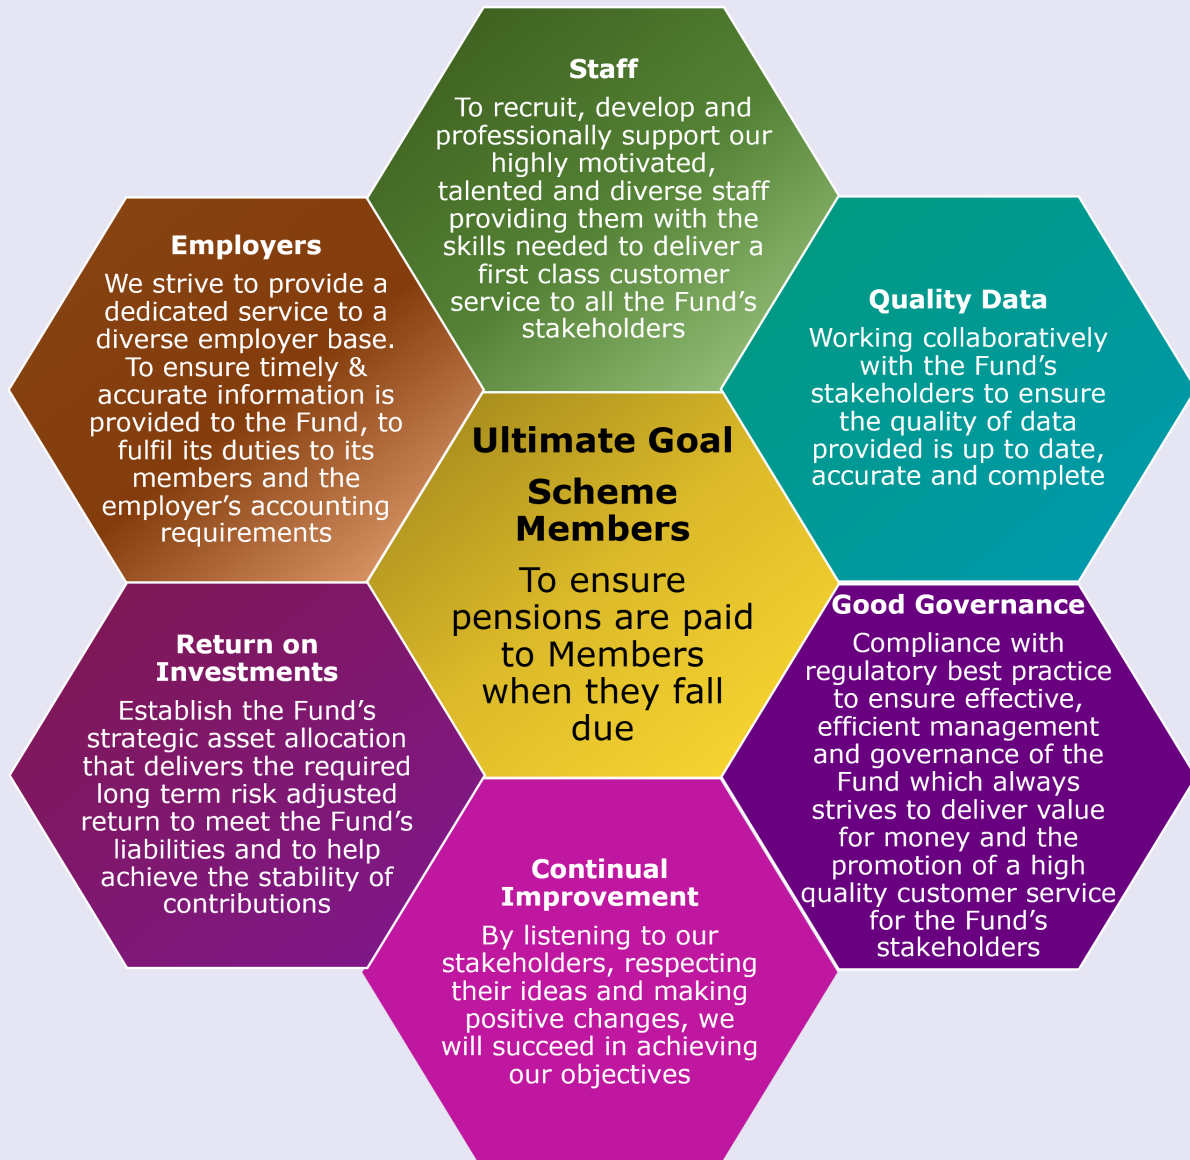 Staff
To recruit, develop and
professionally support our
highly motivated,
talented and diverse staff
providing them with the
skills needed to deliver a
first class customer
service to all the Fund’s
stakeholders
Employers
We strive to provide a
dedicated service to a
diverse employer base.
To ensure timely &
accurate information is
provided to the Fund, to
fulfil its duties to its
members and the
employer’s accounting
requirements
Quality Data
Working collaboratively
with the Fund’s
stakeholders to ensure
the quality of data
provided is up to date,
accurate and complete
Ultimate Goal
Scheme
Members
To ensure
pensions are paid
to Members
when they fall
due
Return on
Investments
Establish the Fund’s
strategic asset allocation
that delivers the required
long term risk adjusted
return to meet the Fund’s
liabilities and to help
achieve the stability of
contributions
Good Governance
Compliance with
regulatory best practice
to ensure effective,
efficient management
and governance of the
Fund which always
strives to deliver value
for money and the
promotion of a high
quality customer service
for the Fund’s
stakeholders
Continual
Improvement
By listening to our
stakeholders, respecting
their ideas and making
positive changes, we
will succeed in achieving
our objectives